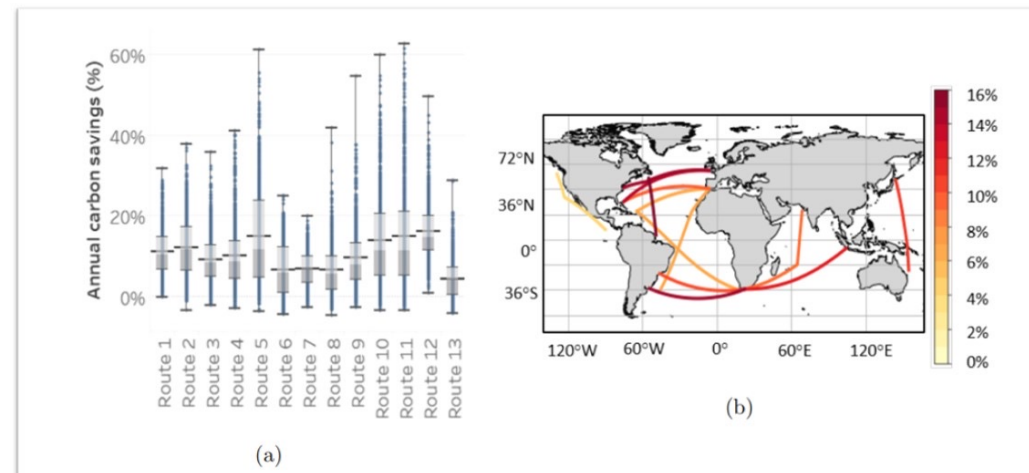 Annual carbon savings (%)
60%
40%
20%
0%
Route 1
Route 2
Route 3
Route 4
Route 5
Route 6
Route 7
Route 8
Route 9
Route 10
Route 11
Route 12
Route 13
(a)
72°N
36°N
0°
36°S
120°W 60°W 0° 60°E 120°E
16%
14%
12%
10%
8%
6%
4%
2%
0%
(b)